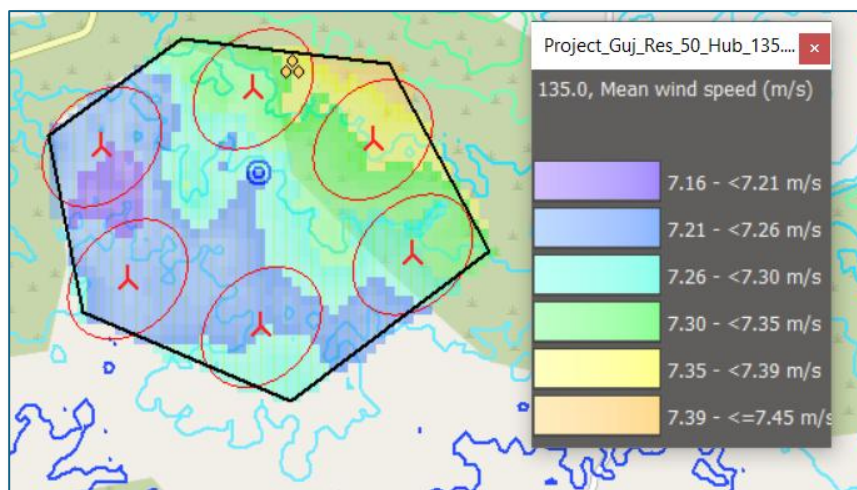 Project_Guj_Res_50_Hub_135....
135.0, Mean wind speed (m/s)
7.16 - <7.21 m/s
7.21 - <7.26 m/s
7.26 - <7.30 m/s
7.30 - <7.35 m/s
7.35 - <7.39 m/s
7.39 - <=7.45 m/s